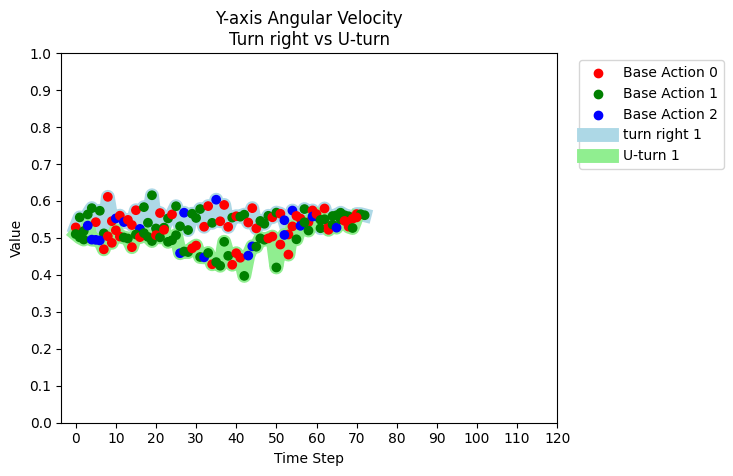 Y-axis Angular Velocity
Turn right vs U-turn
Value
1.0
0.9
0.8
0.7
0.6
0.5
0.4
0.3
0.2
0.1
0.0
0 10 20 30 40 50 60 70 80 90 100 110 120
Time Step
Base Action 0
Base Action 1
Base Action 2
turn right 1
U-turn 1